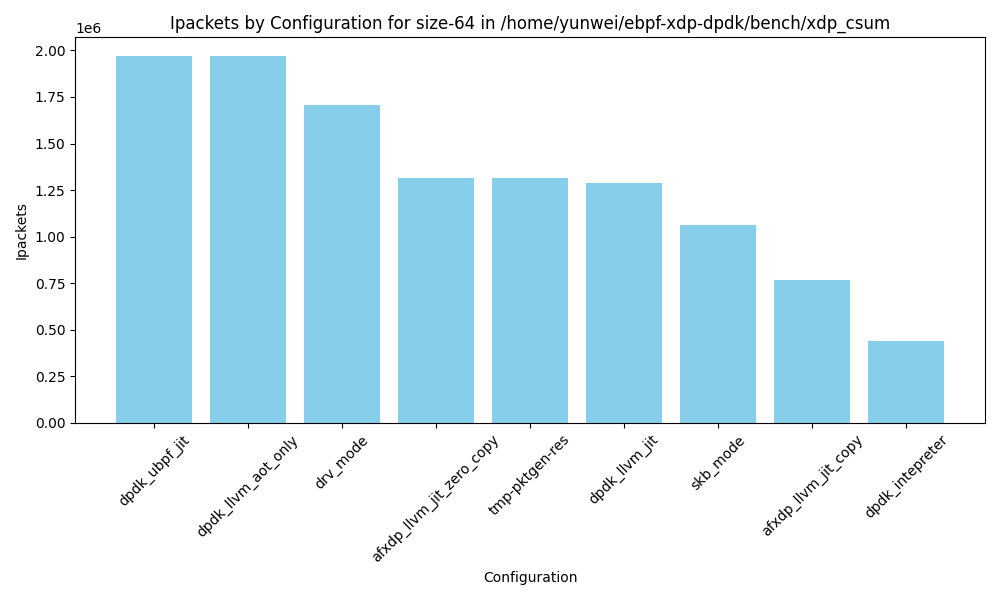 Ipackets by Configuration for size-64 in /home/yunwei/ebpf-xdp-dpdk/bench/xdp_csum
1e6
2.00
1.75
1.50
1.25
1.00
0.75
0.50
0.25
0.00
Ipackets
dpdk_ubpf_jit
dpdk_llvm_aot_only
drv_mode
afxdp_llvm_jit_zero_copy
tmp-pktgen-res
dpdk_llvm_jit
skb_mode
afxdp_llvm_jit_copy
dpdk_intepreter
Configuration